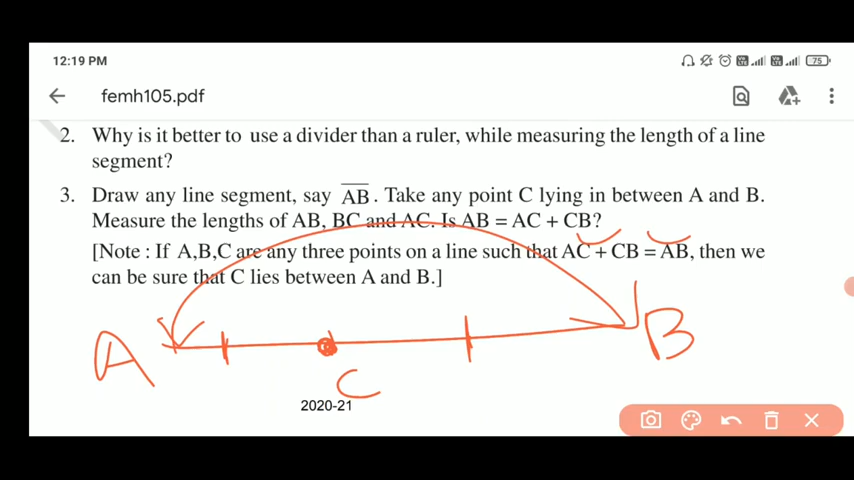 12:19 PM
75
femh105.pdf
2. Why is it better to use a divider than a ruler, while measuring the length of a line
segment?
3. Draw any line segment, say AB. Take any point C lying in between A and B.
Measure the lengths of AB, BC and AC. Is AB = AC + CB?
[Note : If A,B,C are any three points on a line such that AC + CB = AB, then we
can be sure that C lies between A and B.]
A B
C
2020-21